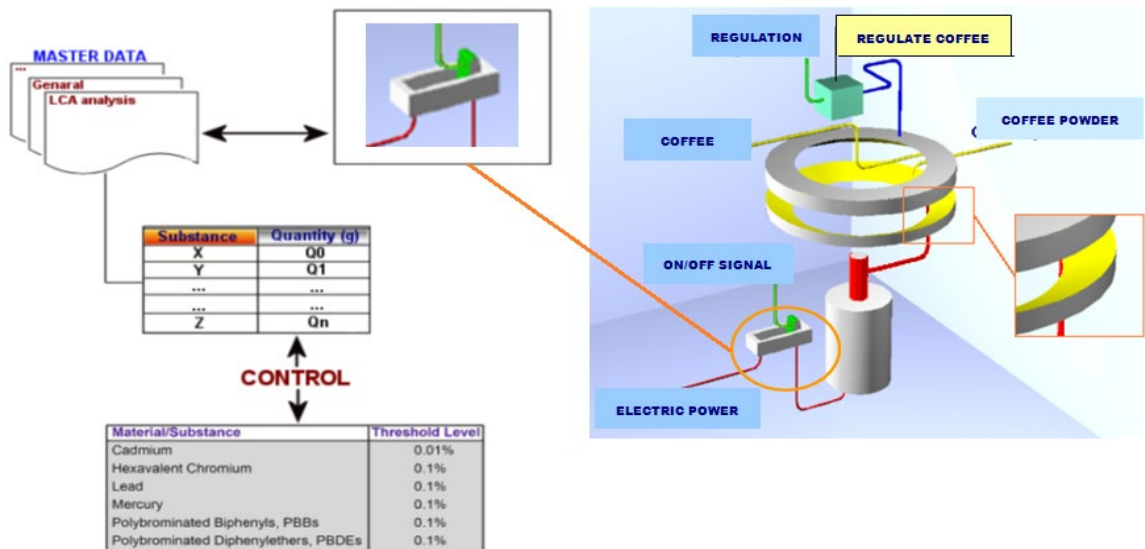 MASTER DATA
...
Genaral
LCA analysis
Substance Quantity (g)
X Q0
Y Q1
... ...
... ...
Z Qn
CONTROL
Material/Substance Threshold Level
Cadmium 0.01%
Hexavalent Chromium 0.1%
Lead 0.1%
Mercury 0.1%
Polybrominated Biphenyls, PBBs 0.1%
Polybrominated Diphenylethers, PBDEs 0.1%
REGULATION
REGULATE COFFEE
COFFEE
COFFEE POWDER
ON/OFF SIGNAL
ELECTRIC POWER